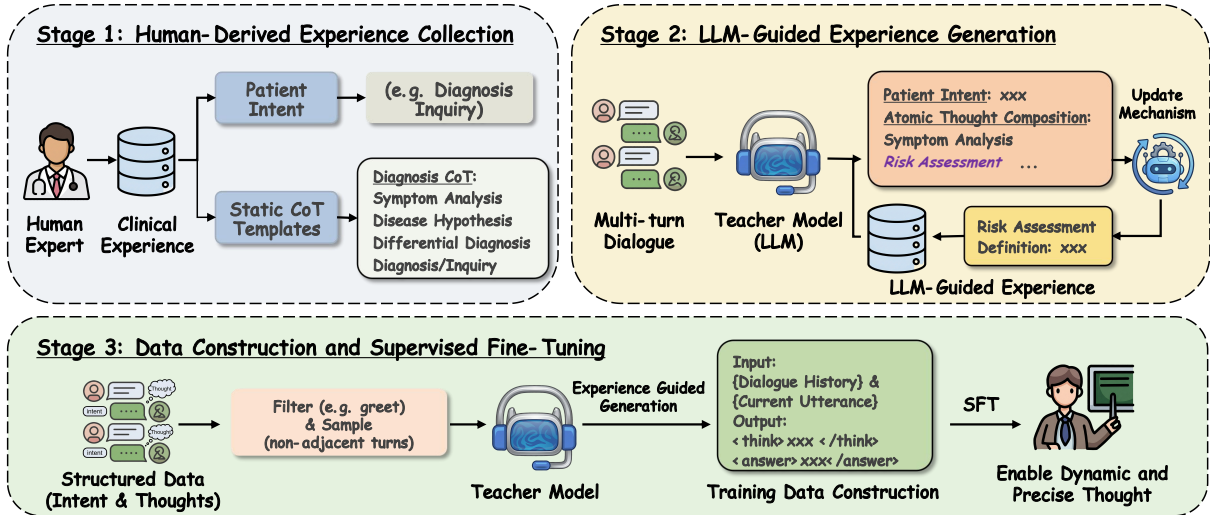 Stage 1: Human-Derived Experience Collection
Patient
Intent
(e.g. Diagnosis
Inquiry)
Human
Expert
Clinical
Experience
Static CoT
Templates
Diagnosis CoT:
Symptom Analysis
Disease Hypothesis
Differential Diagnosis
Diagnosis/Inquiry
Stage 2: LLM-Guided Experience Generation
Multi-turn
Dialogue
Teacher Model
(LLM)
Patient Intent: xxx
Atomic Thought Composition:
Symptom Analysis
Risk Assessment ...
Update
Mechanism
Risk Assessment
Definition: xxx
LLM-Guided Experience
Stage 3: Data Construction and Supervised Fine-Tuning
Thought
intent
Thought
intent
Structured Data
(Intent & Thoughts)
Filter (e.g. greet)
& Sample
(non-adjacent turns)
Teacher Model
Experience Guided
Generation
Input:
{Dialogue History} &
{Current Utterance}
Output:
<think> xxx </think>
<answer> xxx</answer>
Training Data Construction
SFT
Enable Dynamic and
Precise Thought